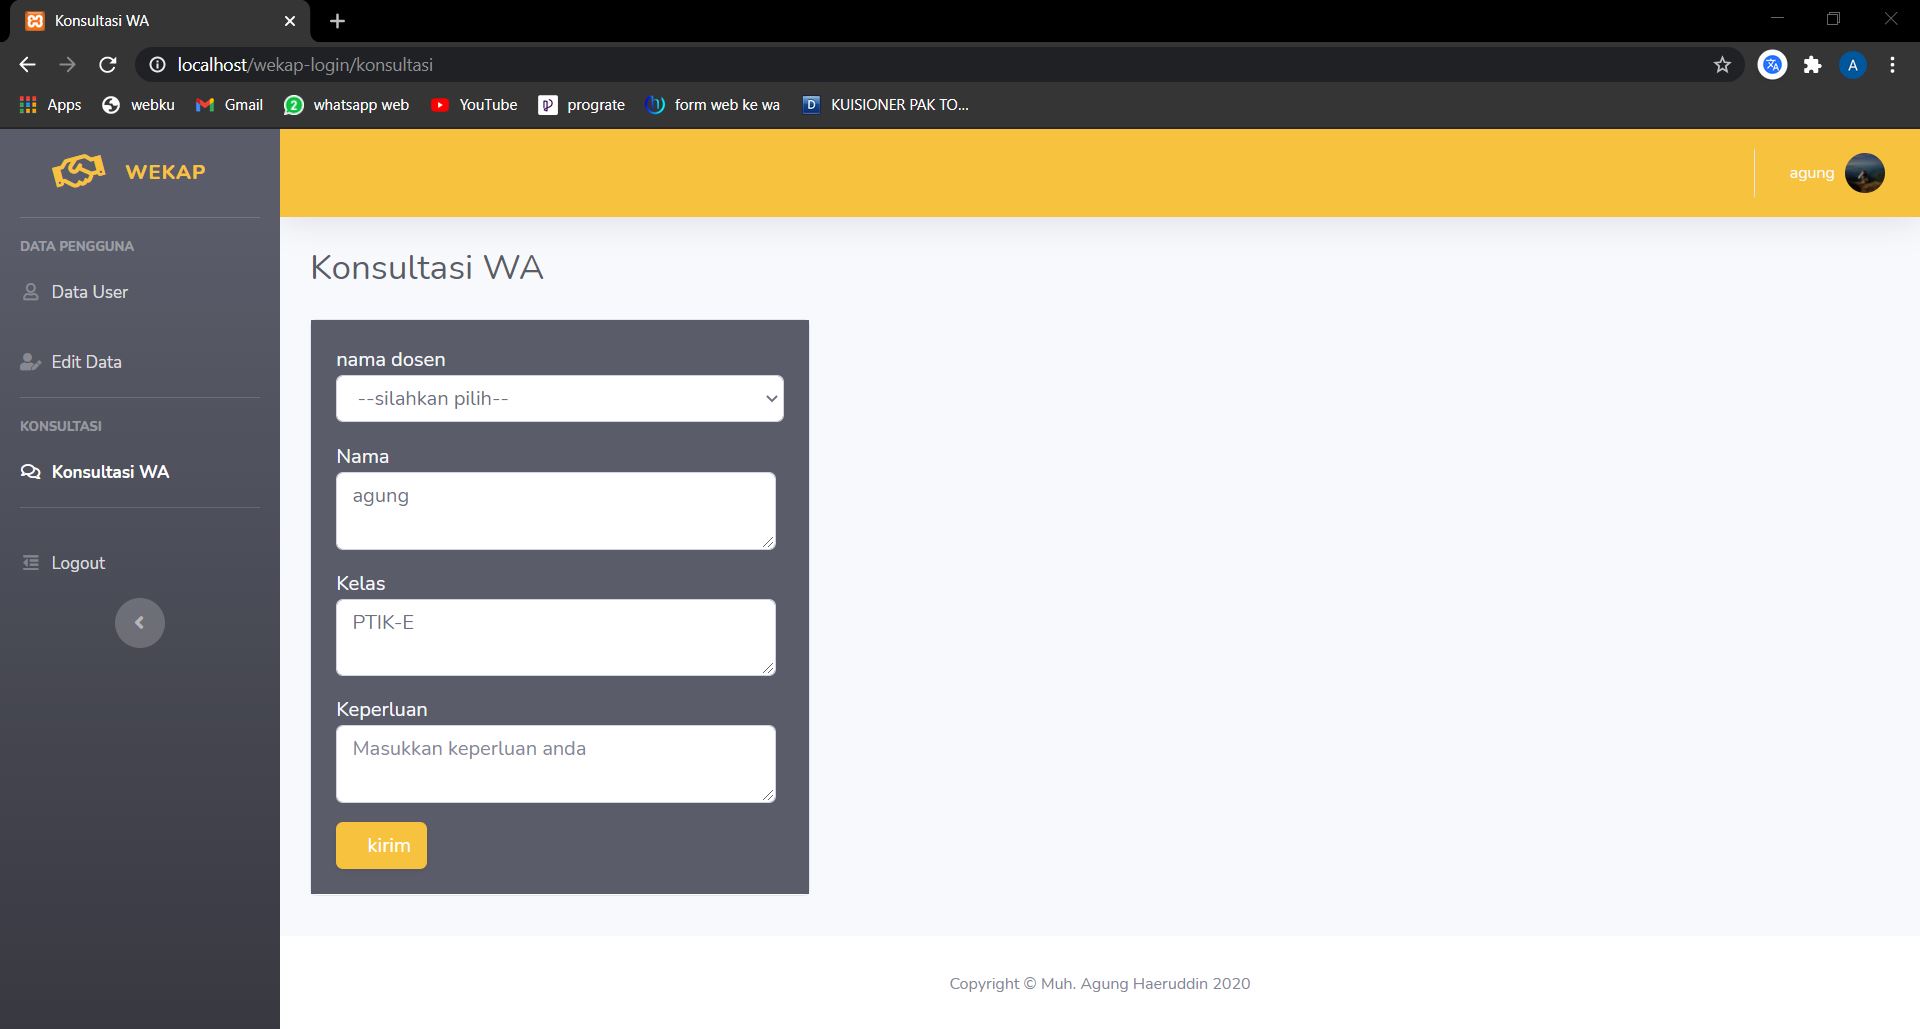 Konsultasi WA
localhost/wekap-login/konsultasi
A
Apps webku Gmail 2 whatsapp web YouTube prograte form web ke wa D KUISIONER PAK TO...
WEKAP
agung
DATA PENGGUNA
Data User
Edit Data
KONSULTASI
Konsultasi WA
Logout
Konsultasi WA
nama dosen
--silahkan pilih--
Nama
agung
Kelas
PTIK-E
Keperluan
Masukkan keperluan anda
kirim
Copyright © Muh. Agung Haeruddin 2020